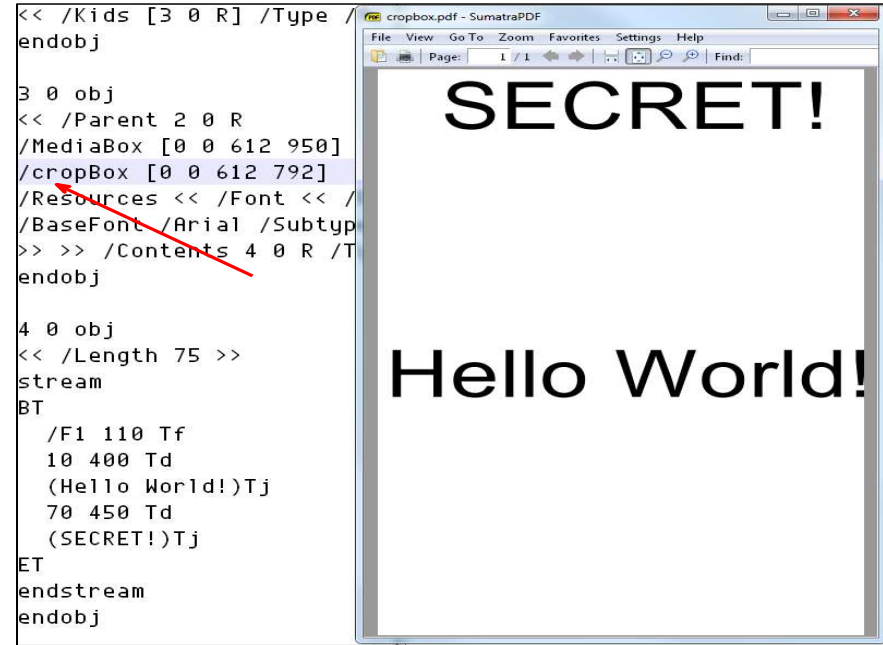 << /Kids [3 0 R] /Type /
endobj
3 0 obj
<< /Parent 2 0 R
/MediaBox [0 0 612 950]
/cropBox [0 0 612 792]
/Resources << /Font << /
/BaseFont /Arial /Subtyp
>> >> /Contents 4 0 R /T
endobj
4 0 obj
<< /Length 75 >>
stream
BT
/F1 110 Tf
10 400 Td
(Hello World!)Tj
70 450 Td
(SECRET!)Tj
ET
endstream
endobj
cropbox.pdf - SumatraPDF
File View Go To Zoom Favorites Settings Help
Page: 1 / 1 Find:
SECRET!
Hello World!